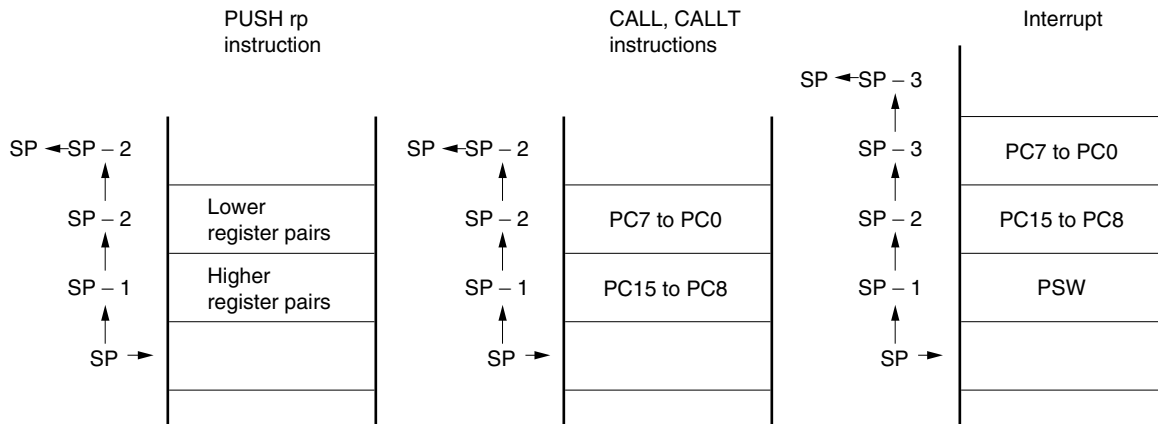 PUSH rp
instruction
CALL, CALLT
instructions
Interrupt
SP SP – 3
SP SP – 2
SP SP – 2
SP – 3
PC7 to PC0
SP – 2
Lower
register pairs
SP – 2
PC7 to PC0
SP – 2
PC15 to PC8
SP – 1
Higher
register pairs
SP – 1
PC15 to PC8
SP – 1
PSW
SP
SP
SP